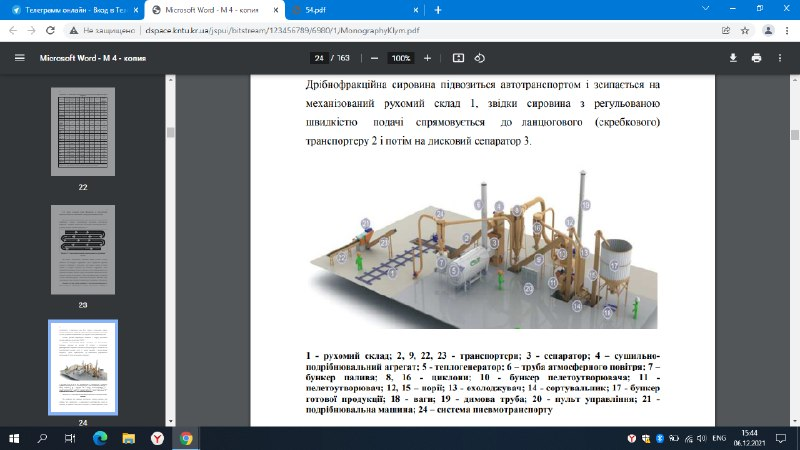 Телеграмм онлайн - Вход в Тел
Microsoft Word - М 4 - копия
54.pdf
Не защищено
dspace.kntu.kr.ua/jspui/bitstream/123456789/6980/1/MonographyKlym.pdf
Microsoft Word - М 4 - копия
24 / 163
100%
22
23
24
Дрібнофракційна сировина підвозиться автотранспортом і зсипається на
механізований рухомий склад 1, звідки сировина з регульованою
швидкістю подачі спрямовується до ланцюгового (скребкового)
транспортеру 2 і потім на дисковий сепаратор 3.
1 - рухомий склад; 2, 9, 22, 23 - транспортери; 3 - сепаратор; 4 – сушильно-
подрібнювальний агрегат; 5 - теплогенератор; 6 – труба атмосферного повітря; 7 –
бункер палива; 8, 16 - циклони; 10 - бункер пелетоутворювача; 11 -
пелетоутворювач; 12, 15 – норії; 13 - охолоджувач; 14 - сортувальник; 17 - бункер
готової продукції; 18 - ваги; 19 - димова труба; 20 - пульт управління; 21 -
подрібнювальна машина; 24 – система пневмотранспорту
ENG
15:44
06.12.2021